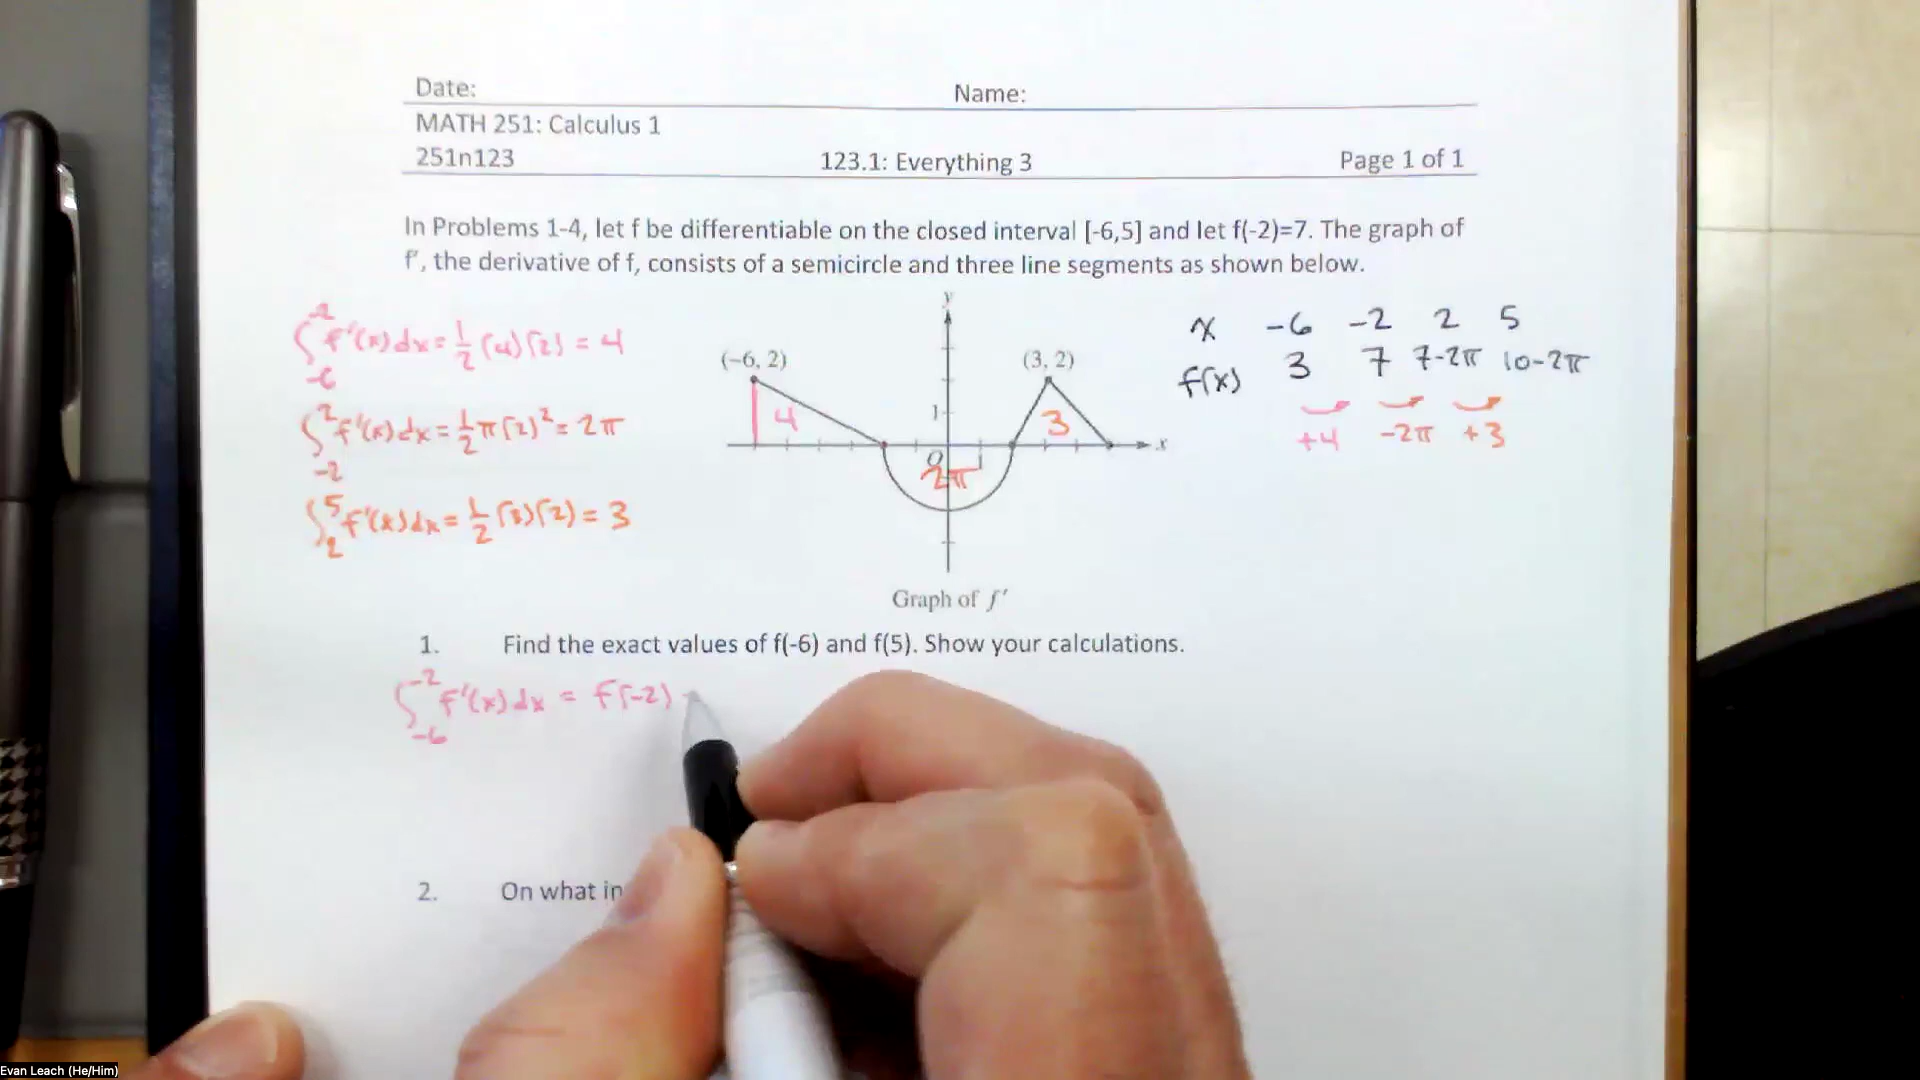 Date: Name:
MATH 251: Calculus 1
251n123 123.1: Everything 3 Page 1 of 1
In Problems 1-4, let f be differentiable on the closed interval [-6,5] and let f(-2)=7. The graph of
f', the derivative of f, consists of a semicircle and three line segments as shown below.
∫_{-6}^{-2} f'(x)dx = 1/2 (4)(2) = 4
∫_{-2}^{2} f'(x)dx = 1/2 π(2)² = 2π
∫_{2}^{5} f'(x)dx = 1/2 (3)(2) = 3
y
(-6, 2) (3, 2)
4 1 3
x
O 1
2π
Graph of f'
x -6 -2 2 5
f(x) 3 7 7-2π 10-2π
+4 -2π +3
1. Find the exact values of f(-6) and f(5). Show your calculations.
∫_{-6}^{-2} f'(x)dx = f(-2) -
2. On what in
Evan Leach (He/Him)